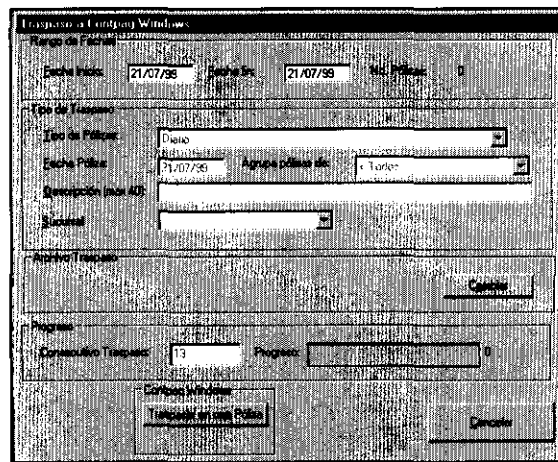 Traspaso a Contpaq Windows
Rango de Fechas
Fecha Inicio: 21/07/99 Fecha fin: 21/07/99 No. Pólizas: 0
Tipo de Traspaso
Tipo de Pólizas: Diario
Fecha Póliza: 21/07/99 Agrupa pólizas de: < Todos
Descripción (max 40):
Sucursal
Archivo Traspaso
Progreso
Consecutivo Traspaso: 13 Progreso: 0
Contpaq Windows
Traspasar en una Póliza
Cancelar